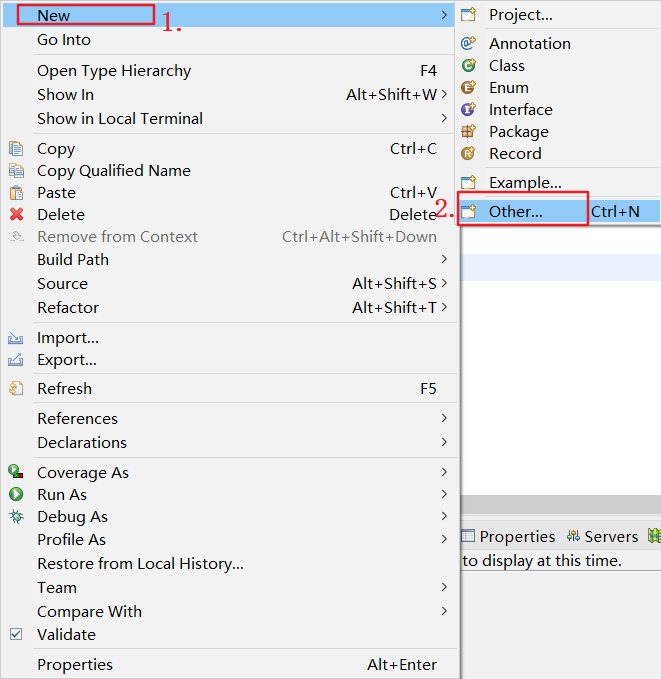 New
1.
Go Into
Open Type Hierarchy F4
Show In Alt+Shift+W
Show in Local Terminal
Copy Ctrl+C
Copy Qualified Name
Paste Ctrl+V
Delete Delete
Remove from Context Ctrl+Alt+Shift+Down
Build Path
Source Alt+Shift+S
Refactor Alt+Shift+T
Import...
Export...
Refresh F5
References
Declarations
Coverage As
Run As
Debug As
Profile As
Restore from Local History...
Team
Compare With
Validate
Properties Alt+Enter
Project...
Annotation
Class
Enum
Interface
Package
Record
Example...
2.
Other... Ctrl+N
Properties Servers
to display at this time.